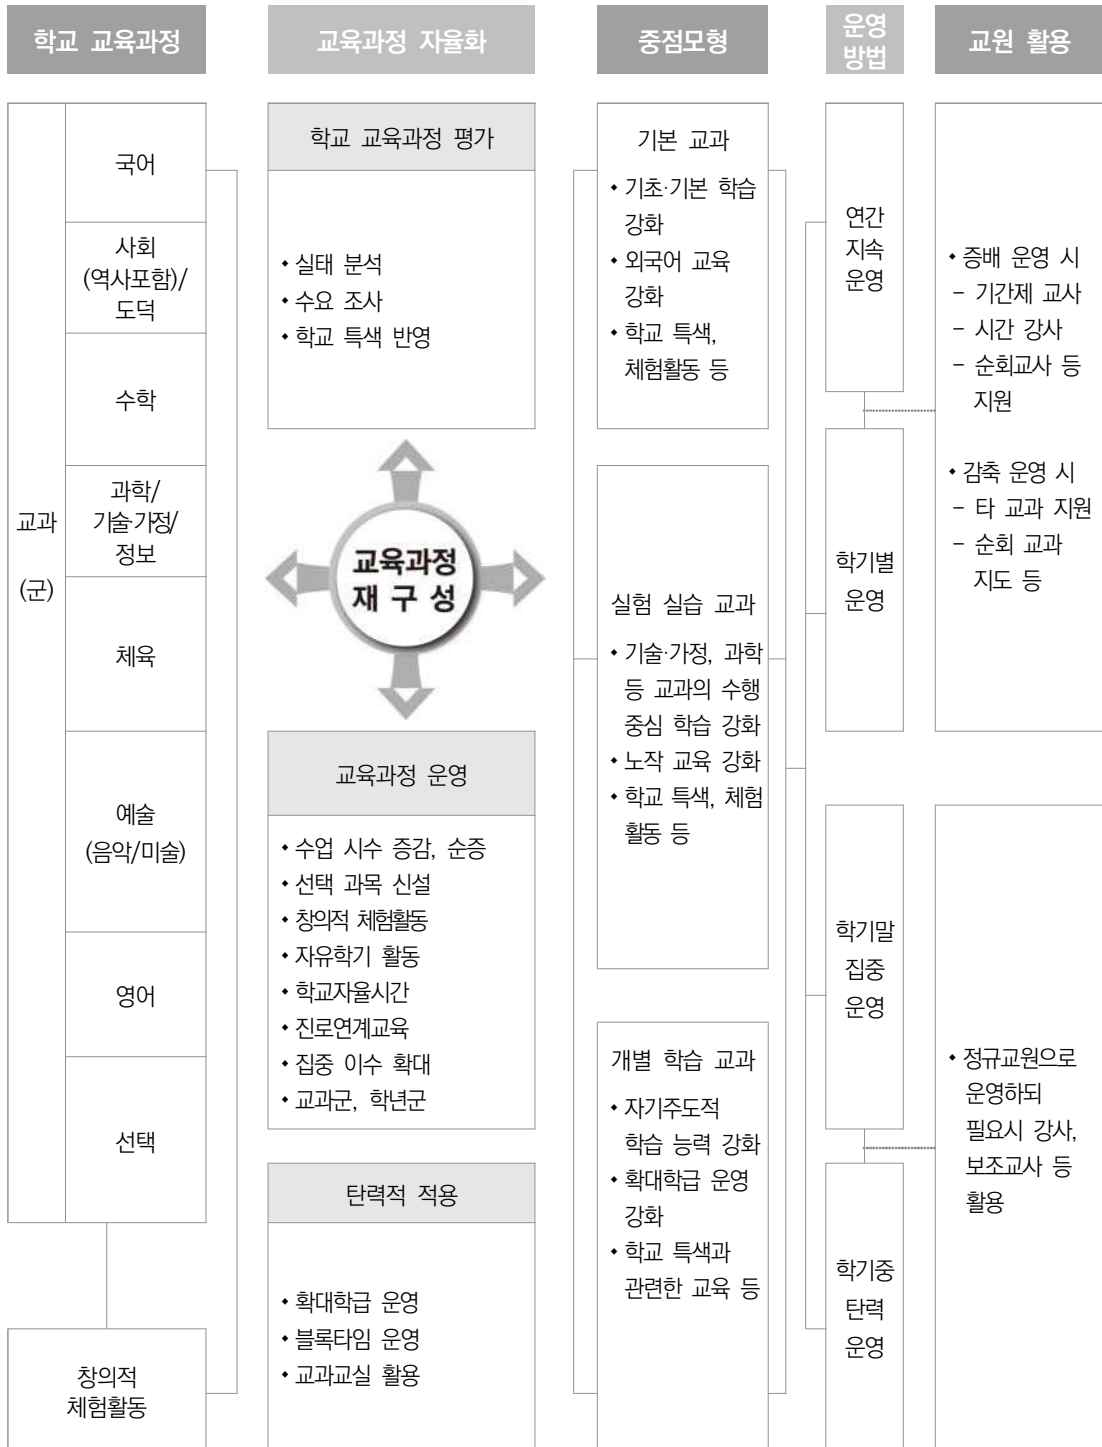 학교 교육과정
교육과정 자율화
중점모형
운영
방법
교원 활용
교과
(군)
국어
사회
(역사포함)/
도덕
수학
과학/
기술·가정/
정보
체육
예술
(음악/미술)
영어
선택
창의적
체험활동
학교 교육과정 평가
• 실태 분석
• 수요 조사
• 학교 특색 반영
교육과정
재 구 성
교육과정 운영
• 수업 시수 증감, 순증
• 선택 과목 신설
• 창의적 체험활동
• 자유학기 활동
• 학교자율시간
• 진로연계교육
• 집중 이수 확대
• 교과군, 학년군
탄력적 적용
• 확대학급 운영
• 블록타임 운영
• 교과교실 활용
기본 교과
• 기초·기본 학습
강화
• 외국어 교육
강화
• 학교 특색,
체험활동 등
실험 실습 교과
• 기술·가정, 과학
등 교과의 수행
중심 학습 강화
• 노작 교육 강화
• 학교 특색, 체험
활동 등
개별 학습 교과
• 자기주도적
학습 능력 강화
• 확대학급 운영
강화
• 학교 특색과
관련한 교육 등
연간
지속
운영
학기별
운영
학기말
집중
운영
학기중
탄력
운영
• 증배 운영 시
- 기간제 교사
- 시간 강사
- 순회교사 등
지원
• 감축 운영 시
- 타 교과 지원
- 순회 교과
지도 등
• 정규교원으로
운영하되
필요시 강사,
보조교사 등
활용